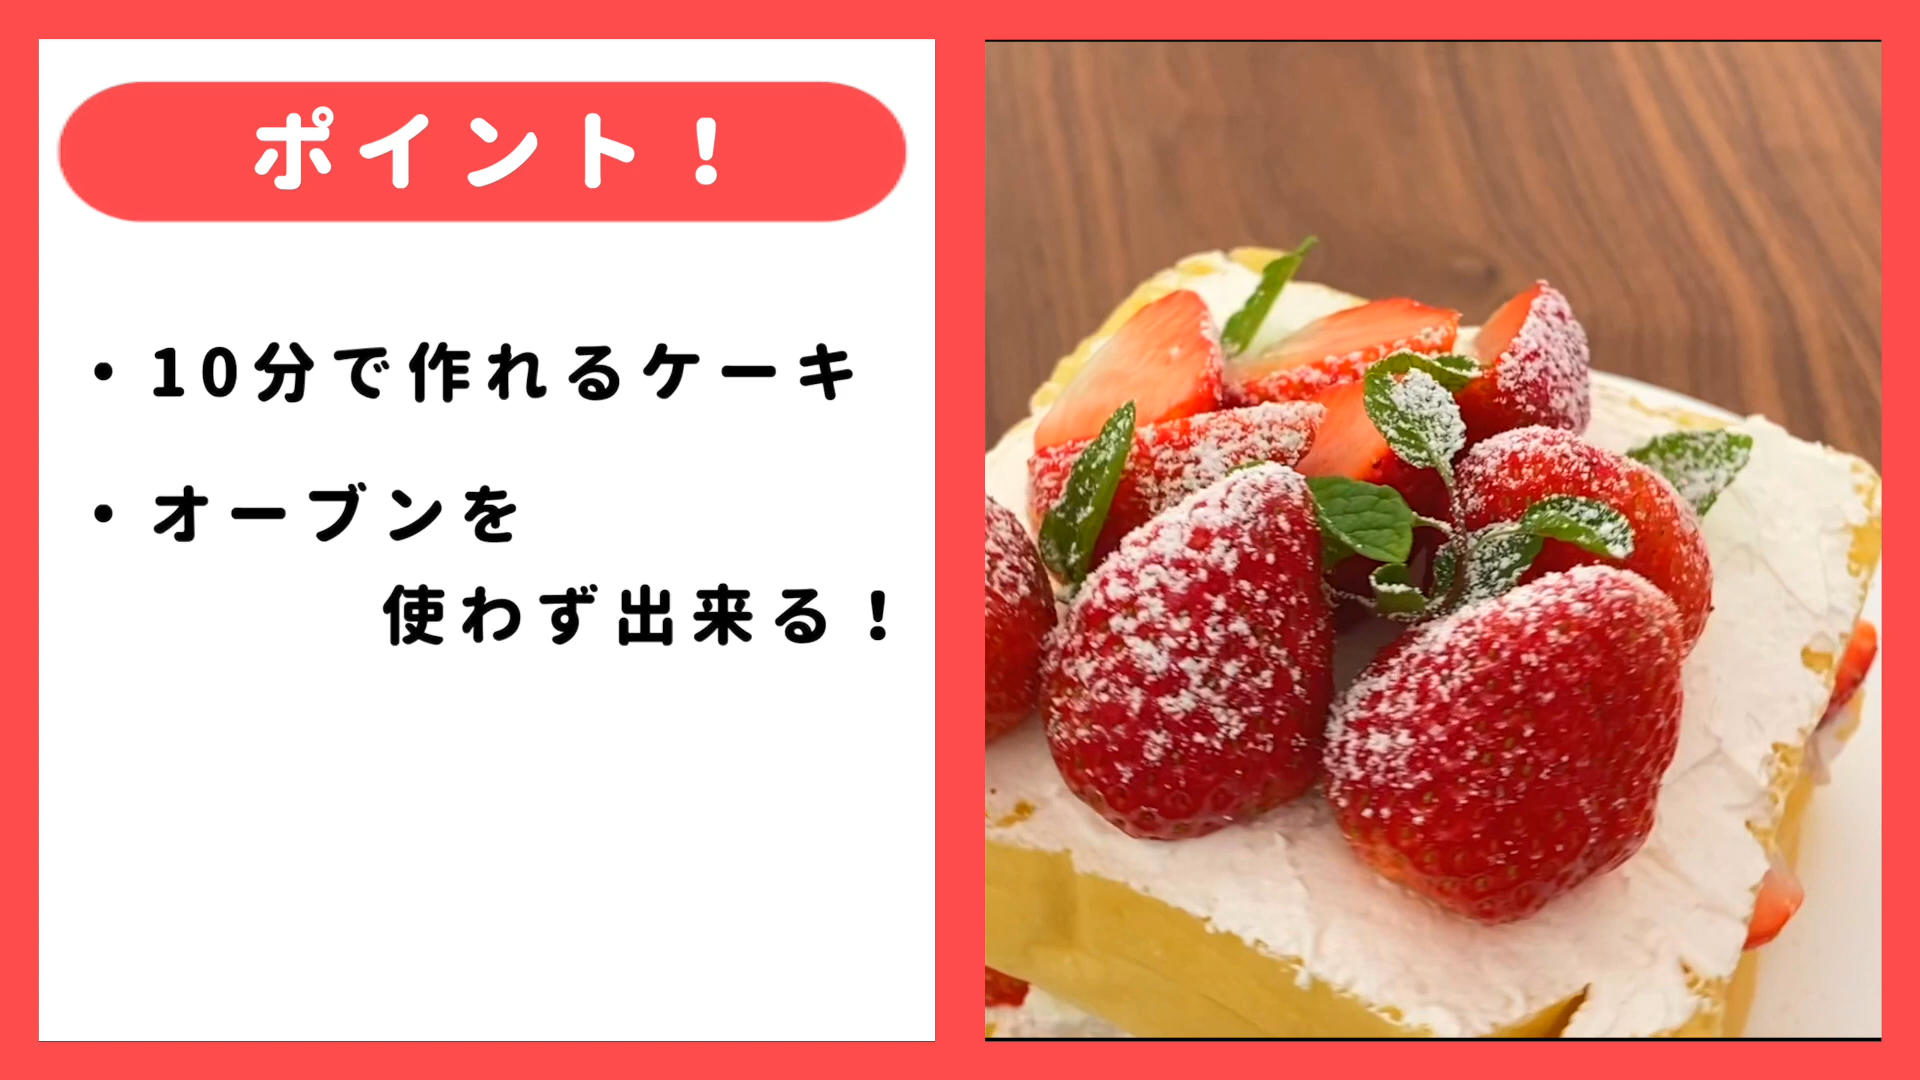 ポイント！
・10分で作れるケーキ
・オーブンを
使わず出来る！